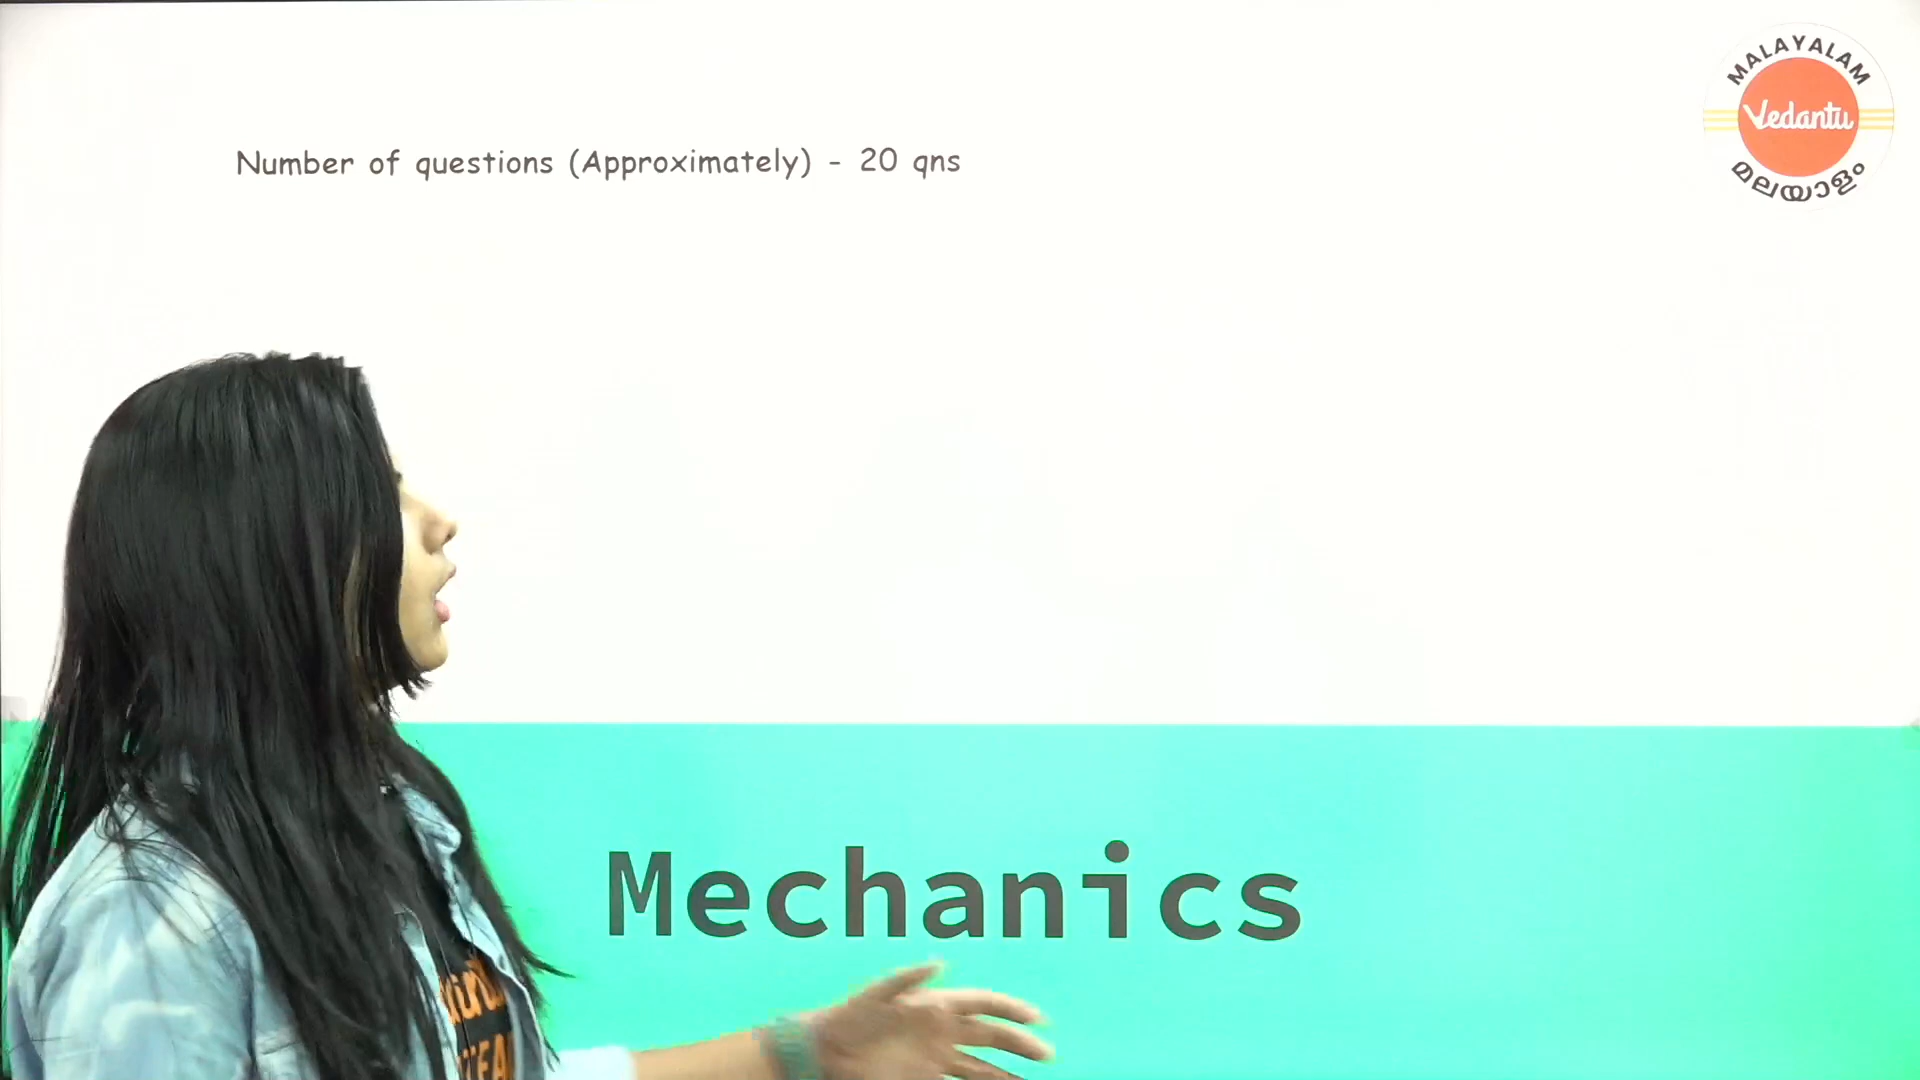 Number of questions (Approximately) - 20 qns
MALAYALAM
Vedantu
മലയാളം
Mechanics